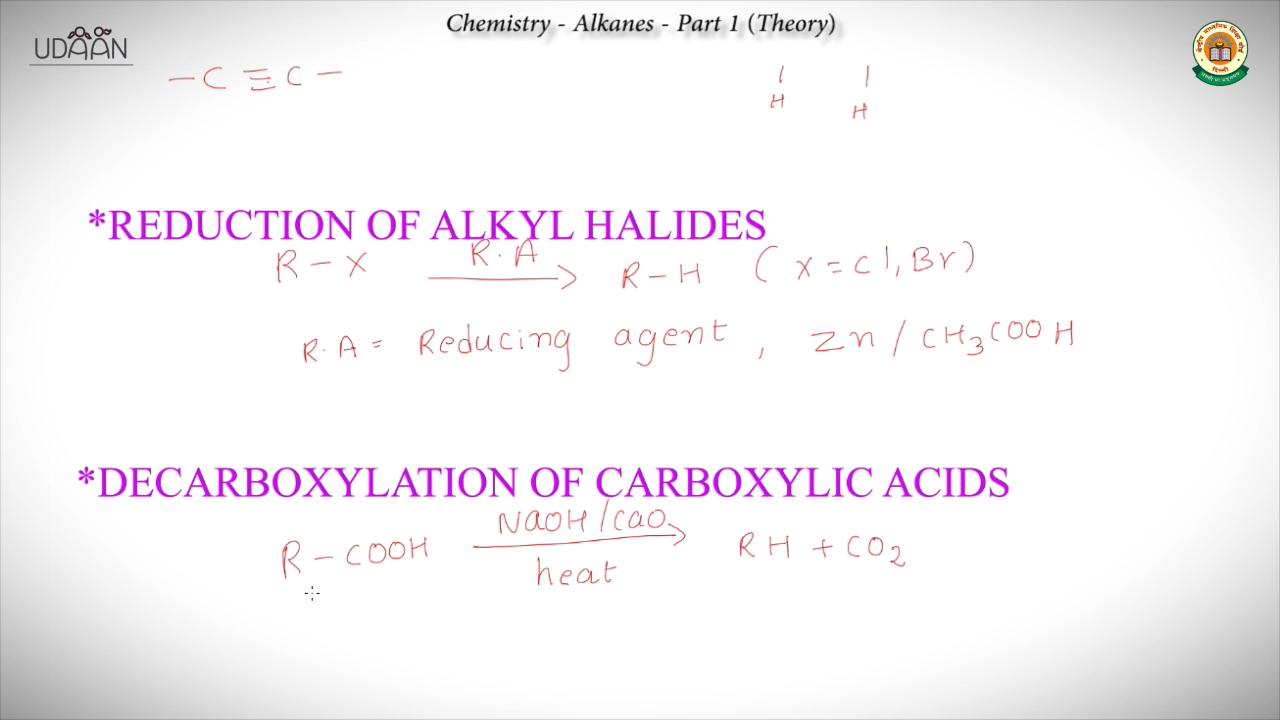 Chemistry - Alkanes - Part 1 (Theory)
UDAAN
— C ≡ C —
H H
*REDUCTION OF ALKYL HALIDES
R — X R.A R — H ( X = Cl, Br )
R.A = Reducing agent , Zn / CH₃COOH
*DECARBOXYLATION OF CARBOXYLIC ACIDS
R — COOH NaOH / CaO heat RH + CO₂